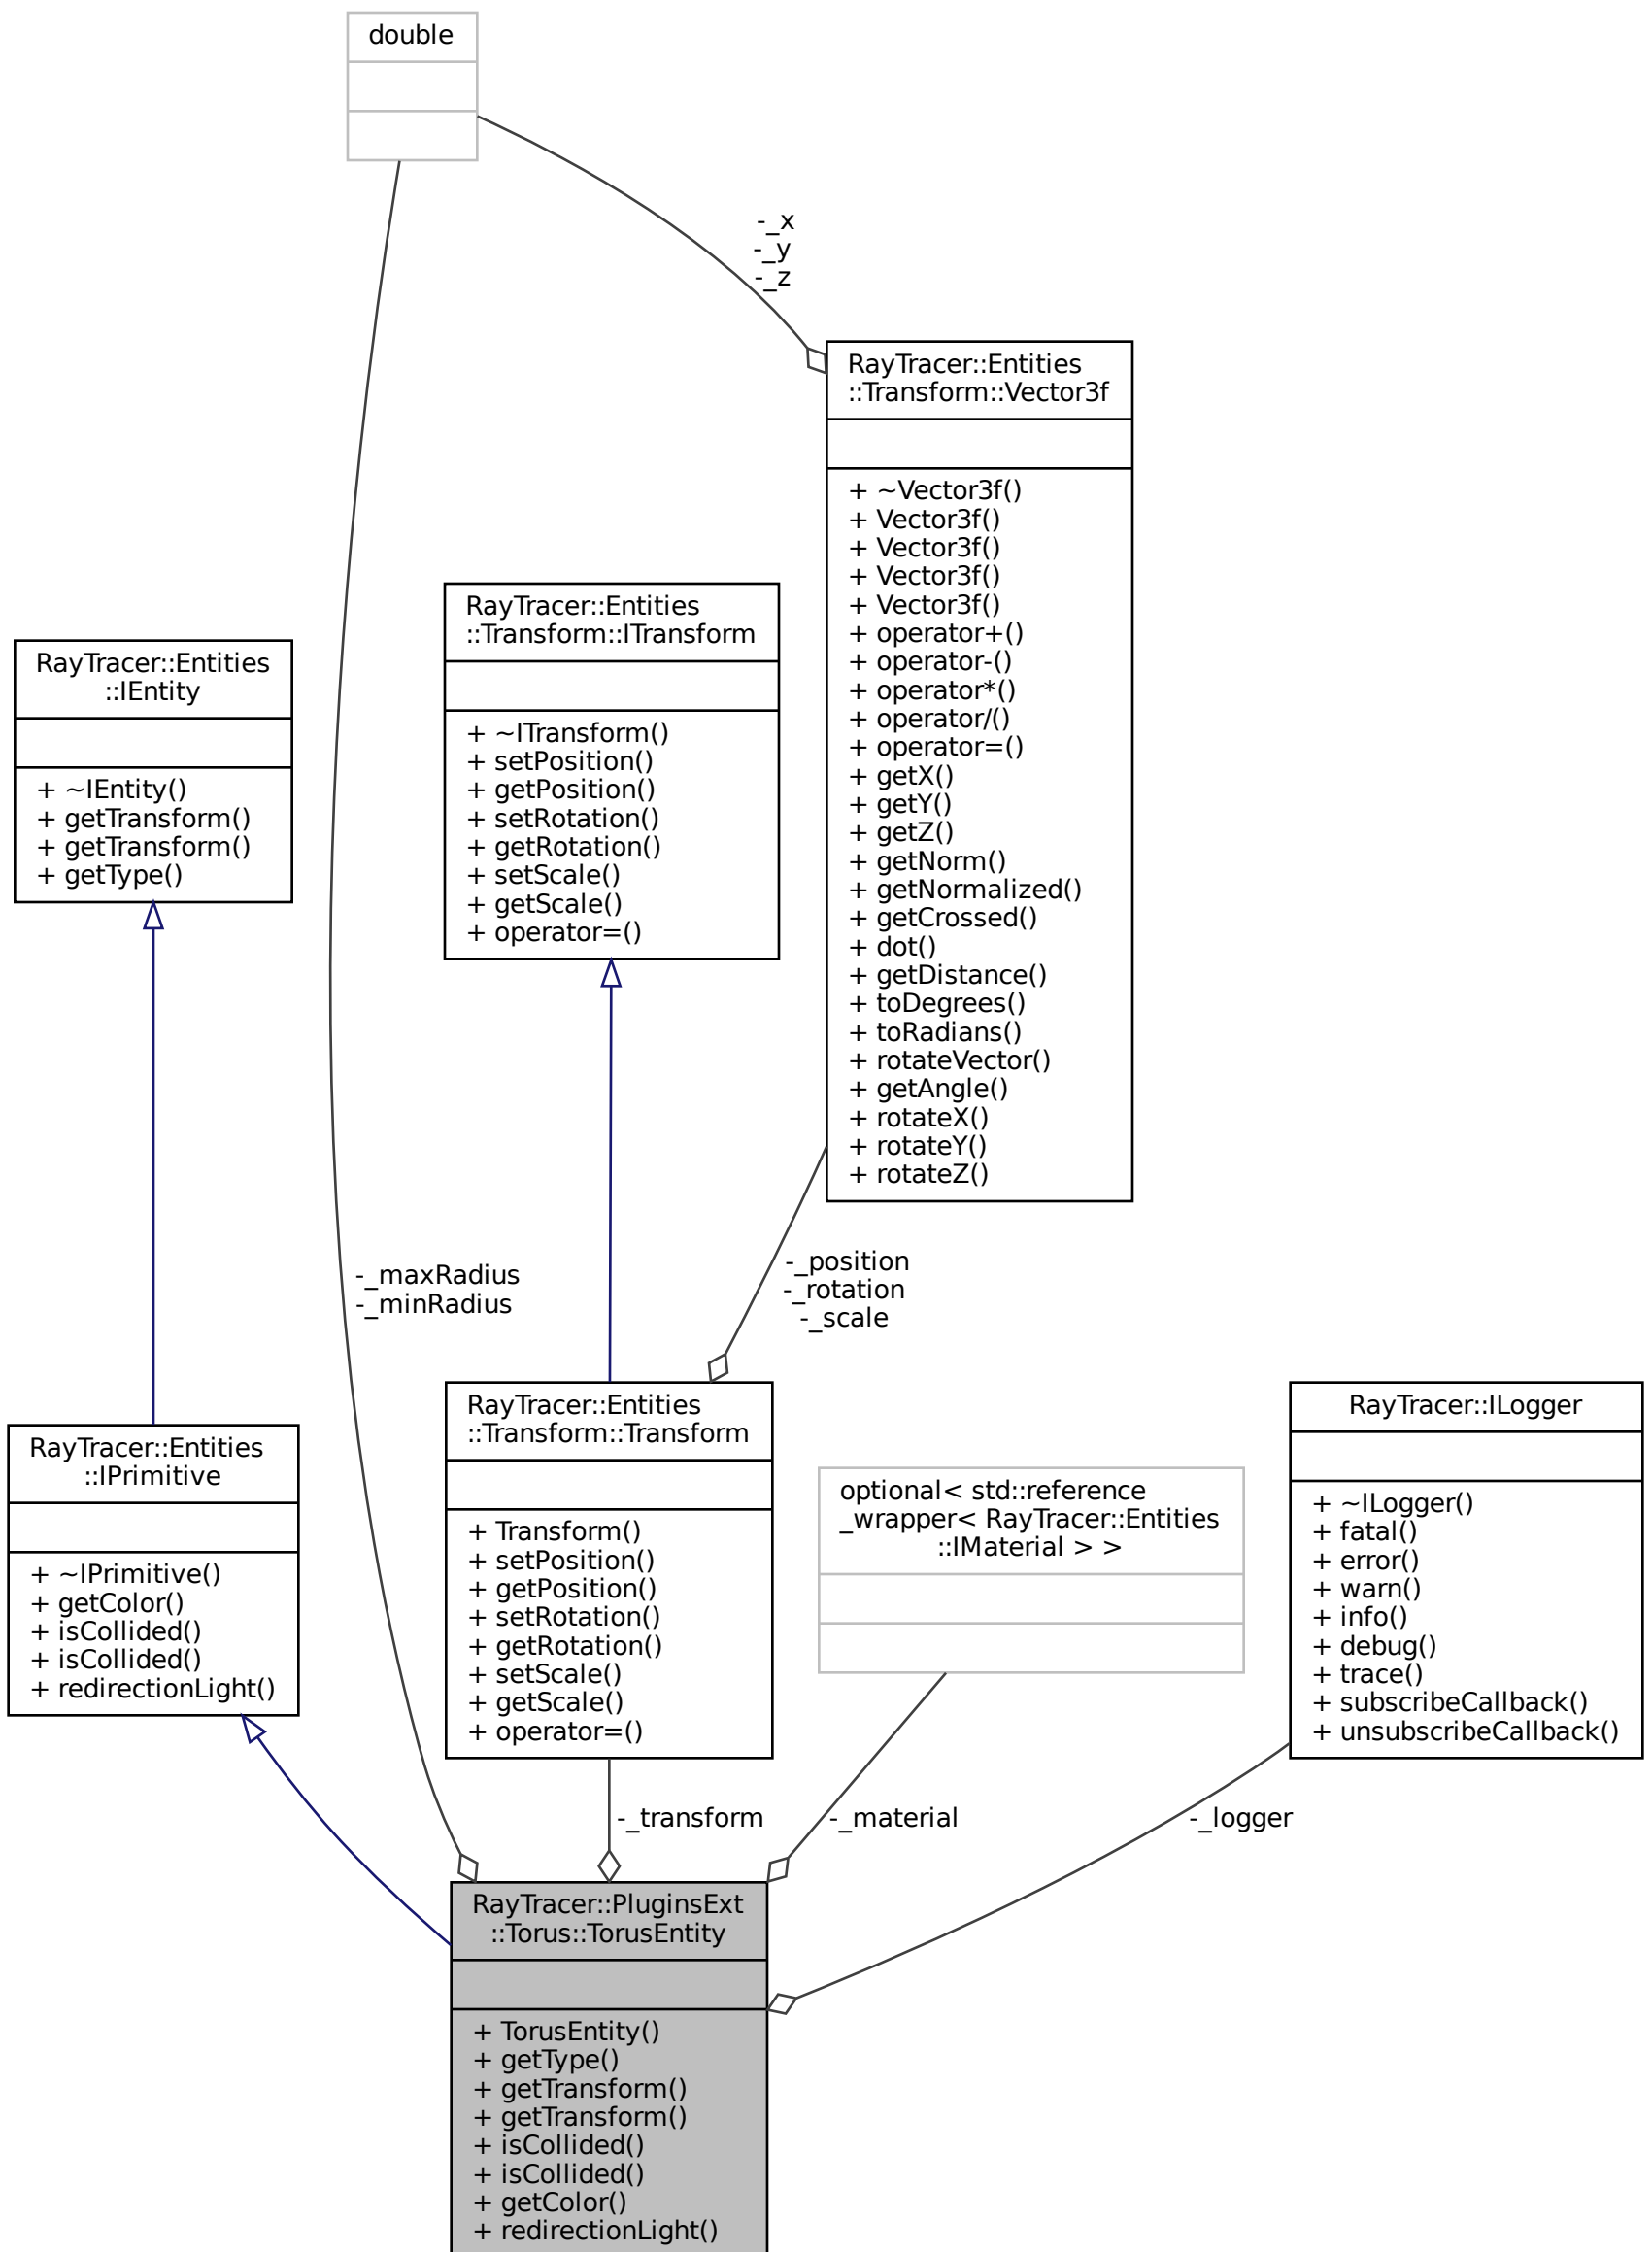 double
-_x
-_y
-_z
RayTracer::Entities
::Transform::Vector3f
+ ~Vector3f()
+ Vector3f()
+ Vector3f()
+ Vector3f()
+ Vector3f()
+ operator+()
+ operator-()
+ operator*()
+ operator/()
+ operator=()
+ getX()
+ getY()
+ getZ()
+ getNorm()
+ getNormalized()
+ getCrossed()
+ dot()
+ getDistance()
+ toDegrees()
+ toRadians()
+ rotateVector()
+ getAngle()
+ rotateX()
+ rotateY()
+ rotateZ()
RayTracer::Entities
::Transform::ITransform
+ ~ITransform()
+ setPosition()
+ getPosition()
+ setRotation()
+ getRotation()
+ setScale()
+ getScale()
+ operator=()
RayTracer::Entities
::IEntity
+ ~IEntity()
+ getTransform()
+ getTransform()
+ getType()
-_maxRadius
-_minRadius
-_position
-_rotation
-_scale
RayTracer::Entities
::IPrimitive
+ ~IPrimitive()
+ getColor()
+ isCollided()
+ isCollided()
+ redirectionLight()
RayTracer::Entities
::Transform::Transform
+ Transform()
+ setPosition()
+ getPosition()
+ setRotation()
+ getRotation()
+ setScale()
+ getScale()
+ operator=()
optional< std::reference
_wrapper< RayTracer::Entities
::IMaterial > >
RayTracer::ILogger
+ ~ILogger()
+ fatal()
+ error()
+ warn()
+ info()
+ debug()
+ trace()
+ subscribeCallback()
+ unsubscribeCallback()
-_transform
-_material
-_logger
RayTracer::PluginsExt
::Torus::TorusEntity
+ TorusEntity()
+ getType()
+ getTransform()
+ getTransform()
+ isCollided()
+ isCollided()
+ getColor()
+ redirectionLight()